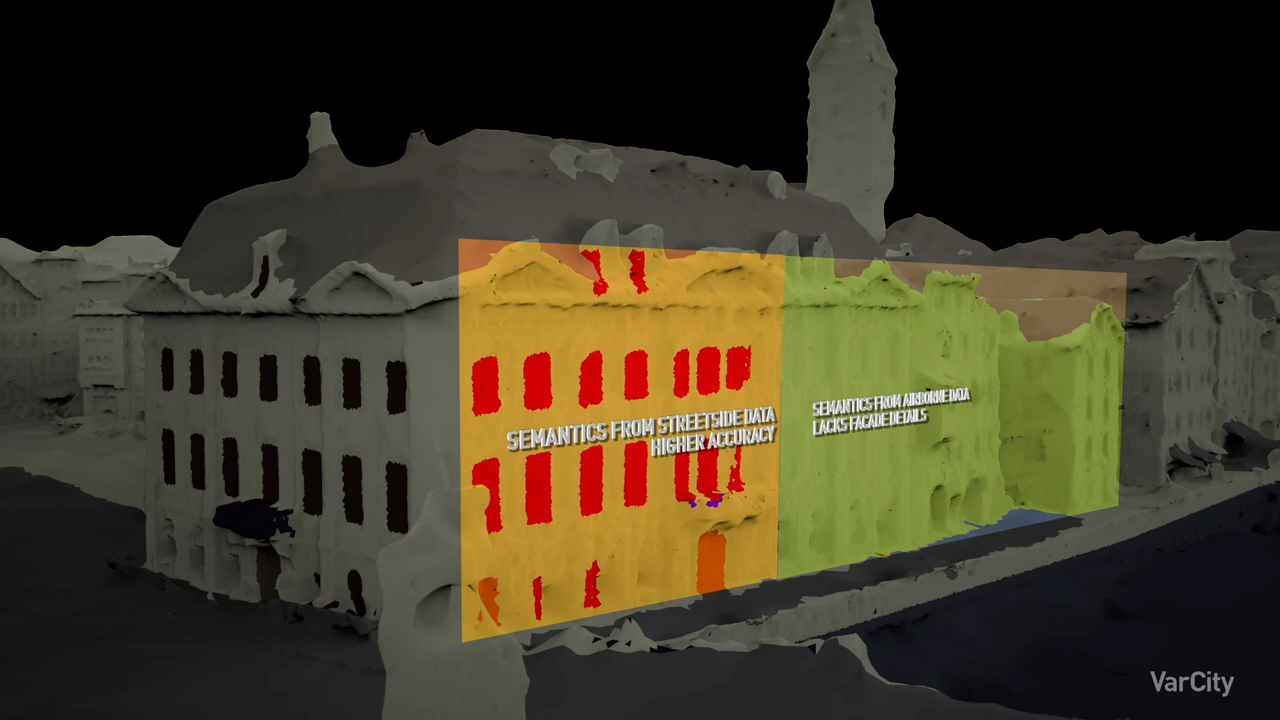 SEMANTICS FROM STREETSIDE DATA
HIGHER ACCURACY
SEMANTICS FROM AIRBORNE DATA
LACKS FACADE DETAILS
VarCity